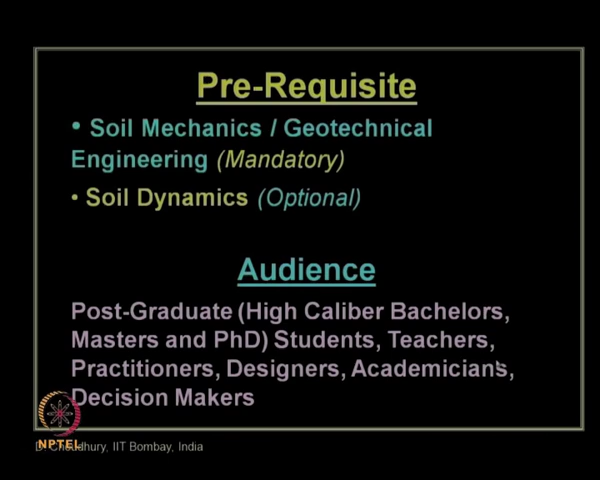 Pre-Requisite
• Soil Mechanics / Geotechnical
Engineering (Mandatory)
• Soil Dynamics (Optional)
Audience
Post-Graduate (High Caliber Bachelors,
Masters and PhD) Students, Teachers,
Practitioners, Designers, Academicians,
Decision Makers
NPTEL
D. Choudhury, IIT Bombay, India